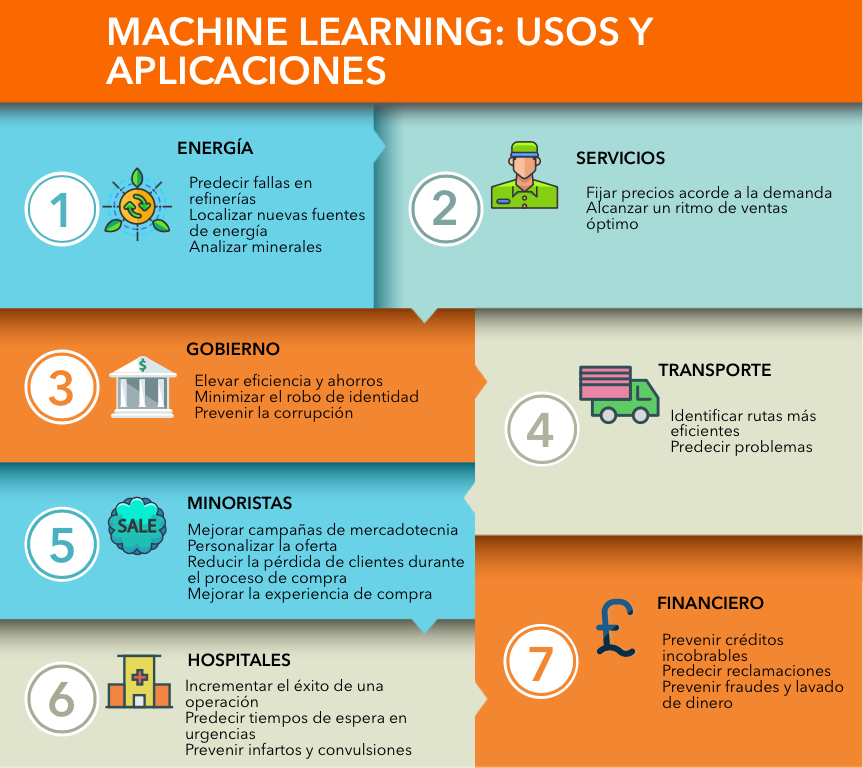 MACHINE LEARNING: USOS Y
APLICACIONES
1
ENERGÍA
Predecir fallas en
refinerías
Localizar nuevas fuentes
de energía
Analizar minerales
2
SERVICIOS
Fijar precios acorde a la demanda
Alcanzar un ritmo de ventas
óptimo
3
$
GOBIERNO
Elevar eficiencia y ahorros
Minimizar el robo de identidad
Prevenir la corrupción
4
TRANSPORTE
Identificar rutas más
eficientes
Predecir problemas
5
SALE
MINORISTAS
Mejorar campañas de mercadotecnia
Personalizar la oferta
Reducir la pérdida de clientes durante
el proceso de compra
Mejorar la experiencia de compra
6
HOSPITALES
Incrementar el éxito de una
operación
Predecir tiempos de espera en
urgencias
Prevenir infartos y convulsiones
7
£
FINANCIERO
Prevenir créditos
incobrables
Predecir reclamaciones
Prevenir fraudes y lavado
de dinero